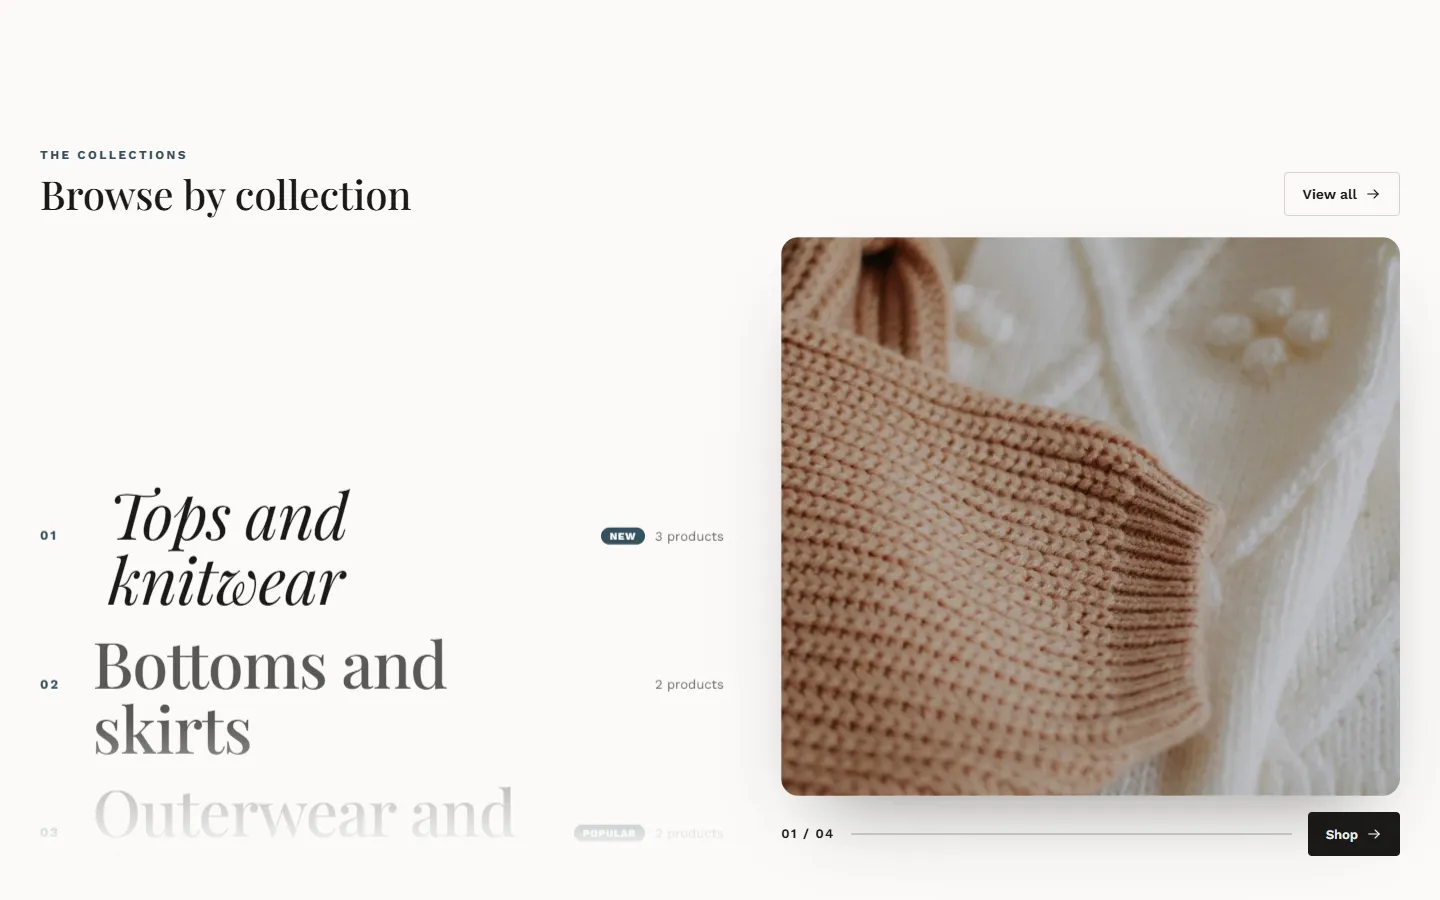 THE COLLECTIONS
Browse by collection
View all
01
Tops and
knitwear
NEW
3 products
02
Bottoms and
skirts
2 products
03
Outerwear and
POPULAR
2 products
01 / 04
Shop